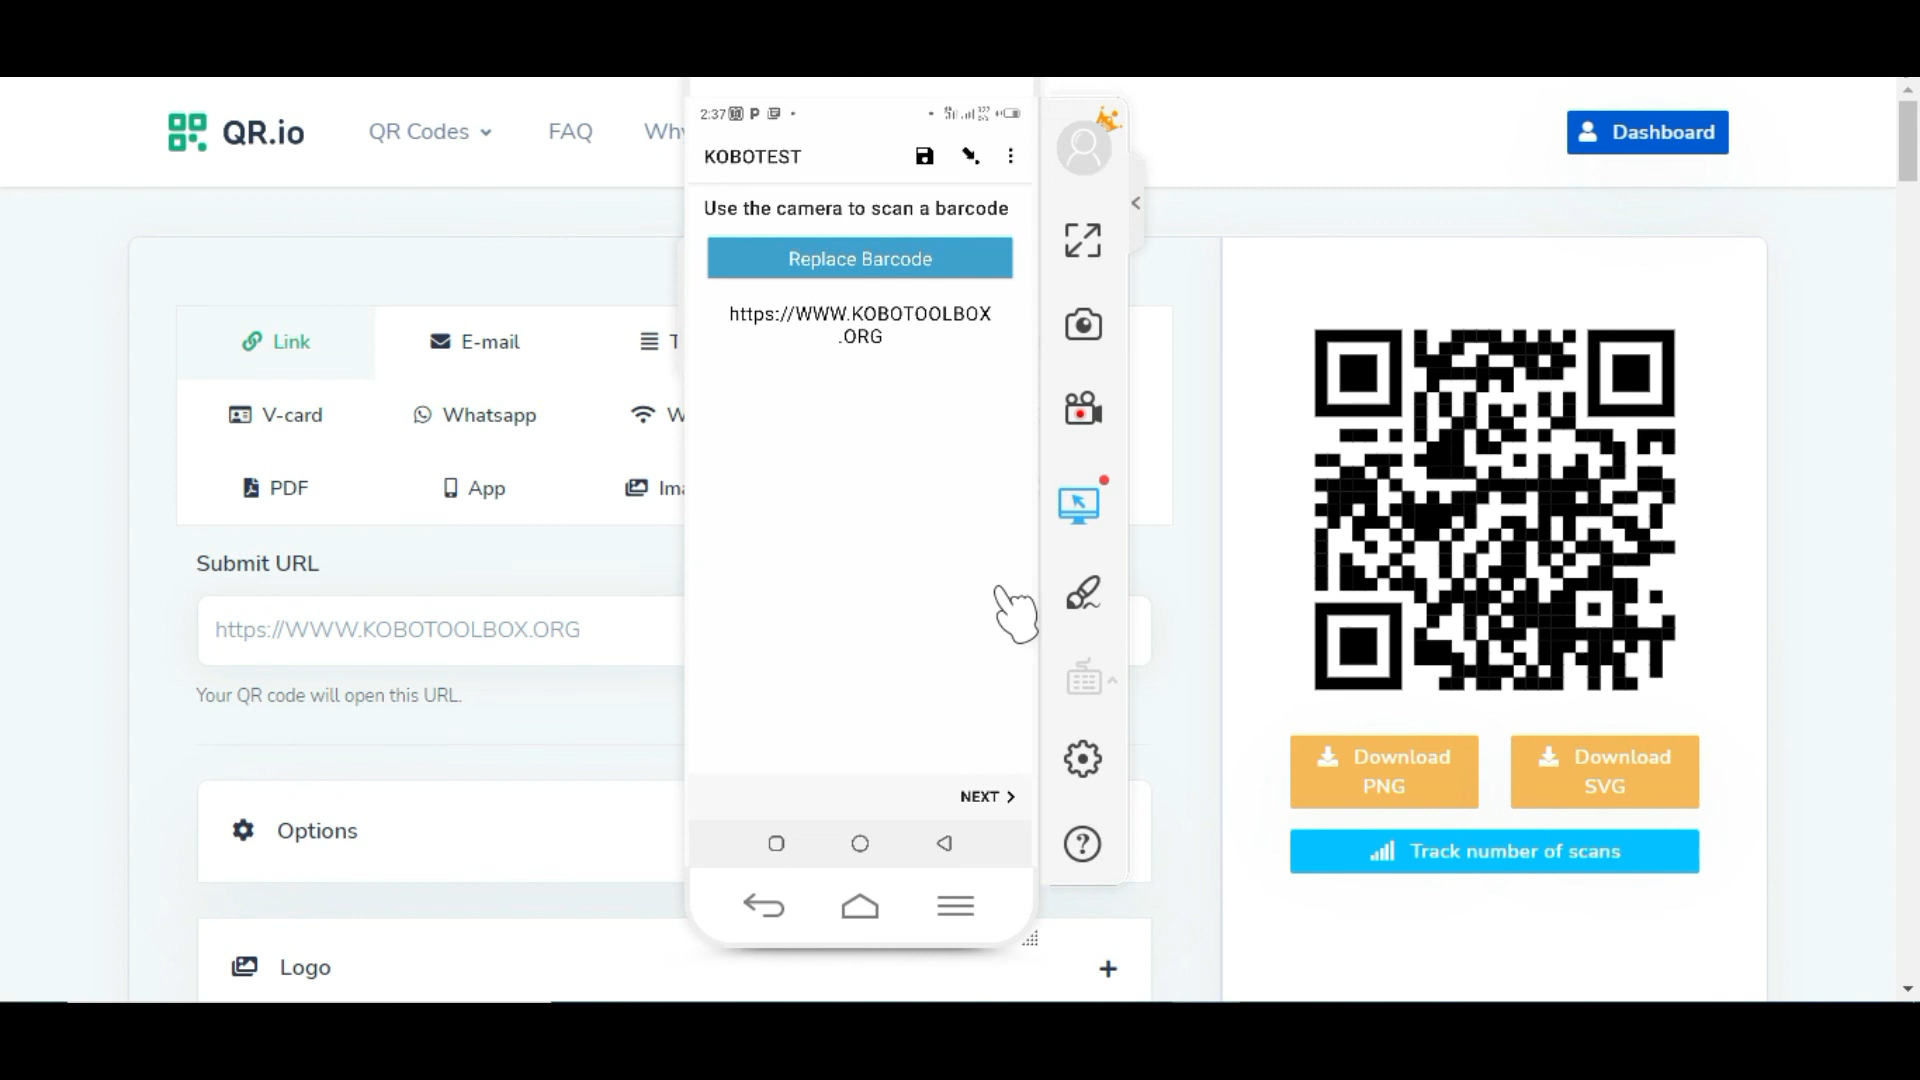 QR.io
QR Codes
FAQ
Why
Dashboard
2:37
KOBOTEST
Use the camera to scan a barcode
Replace Barcode
https://WWW.KOBOTOOLBOX
.ORG
NEXT
Link
E-mail
T
V-card
Whatsapp
W
PDF
App
Ima
Submit URL
https://WWW.KOBOTOOLBOX.ORG
Your QR code will open this URL.
Options
Logo
Download
PNG
Download
SVG
Track number of scans